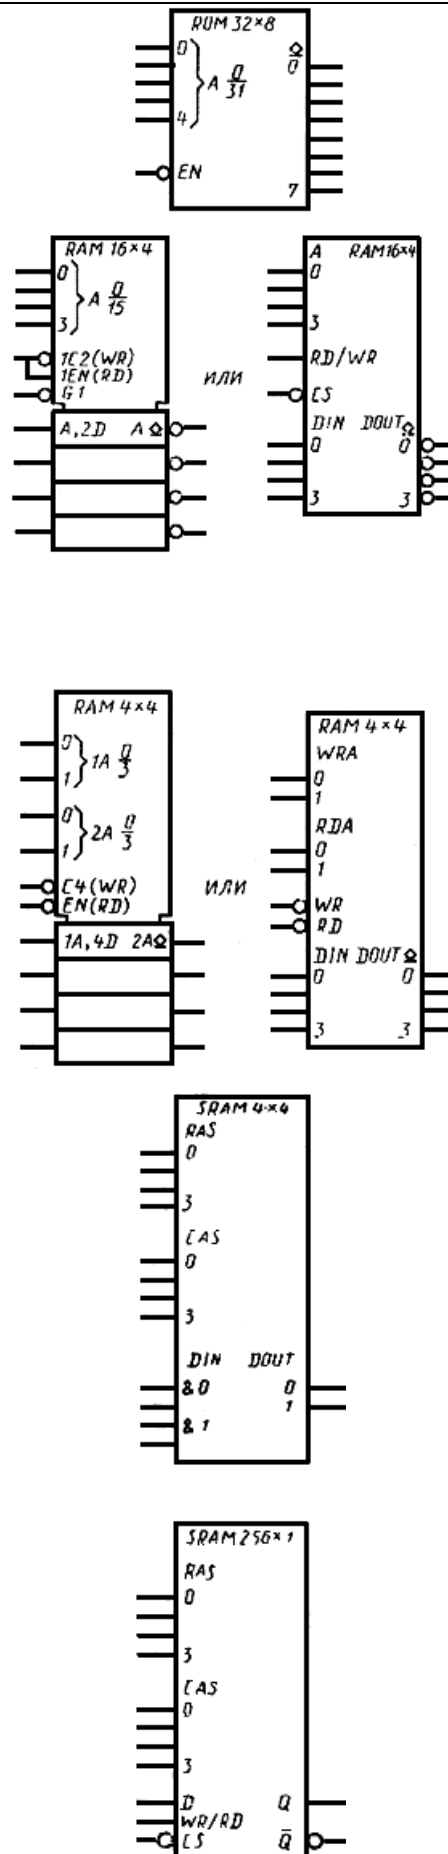 ROM 32×8
0 ◇
} A 0/31 0
4
EN
7
RAM 16×4
0
} A 0/15
3
1C2(WR)
1EN(RD)
G1
A,2D A◇
или
A RAM16×4
0
3
RD/WR
CS
DIN DOUT◇
0 0
3 3
RAM 4×4
0
} 1A 0/3
1
0
} 2A 0/3
1
C4(WR)
EN(RD)
1A,4D 2A◇
или
RAM 4×4
WRA
0
1
RDA
0
1
WR
RD
DIN DOUT◇
0 0
3 3
SRAM 4×4
RAS
0
3
CAS
0
3
DIN DOUT
&0 0
1
&1
SRAM256×1
RAS
0
3
CAS
0
3
D Q
WR/RD
CS Q̄